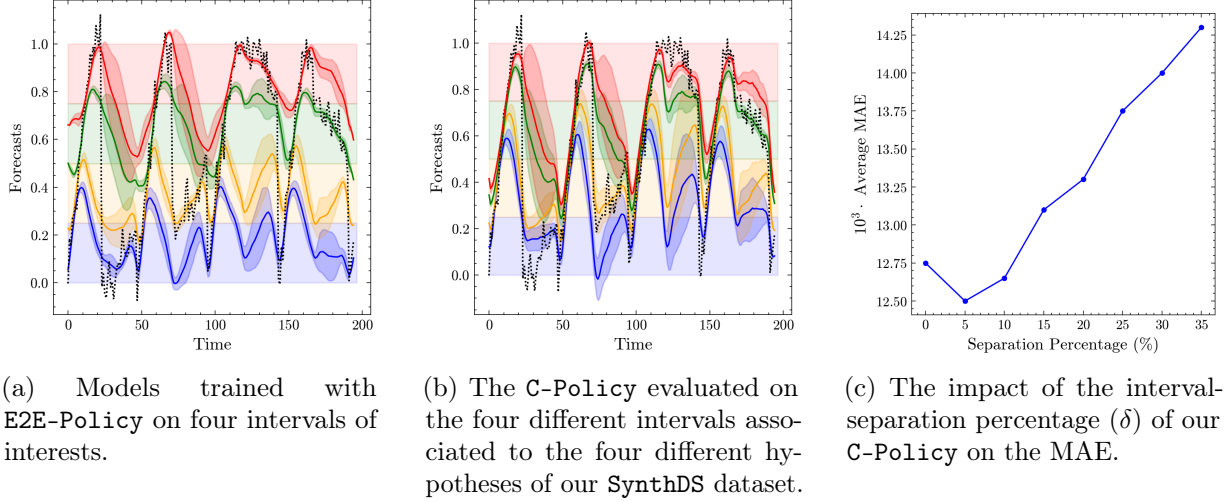 1.0
0.8
0.6
0.4
0.2
0.0
Forecasts
0
50
100
150
200
Time
1.0
0.8
0.6
0.4
0.2
0.0
Forecasts
0
50
100
150
200
Time
14.25
14.00
13.75
13.50
13.25
13.00
12.75
12.50
10³ · Average MAE
0
5
10
15
20
25
30
35
Separation Percentage (%)
(a) Models trained with
E2E-Policy on four intervals of
interests.
(b) The C-Policy evaluated on
the four different intervals asso-
ciated to the four different hy-
potheses of our SynthDS dataset.
(c) The impact of the interval-
separation percentage (δ) of our
C-Policy on the MAE.